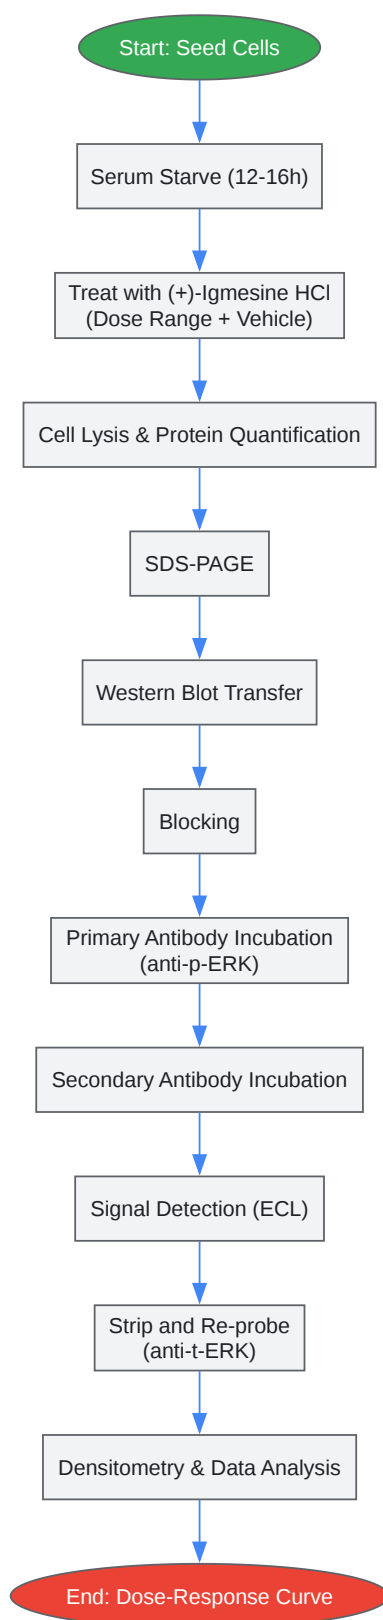 Start: Seed Cells
Serum Starve (12-16h)
Treat with (+)-Igmesine HCl
(Dose Range + Vehicle)
Cell Lysis & Protein Quantification
SDS-PAGE
Western Blot Transfer
Blocking
Primary Antibody Incubation
(anti-p-ERK)
Secondary Antibody Incubation
Signal Detection (ECL)
Strip and Re-probe
(anti-t-ERK)
Densitometry & Data Analysis
End: Dose-Response Curve